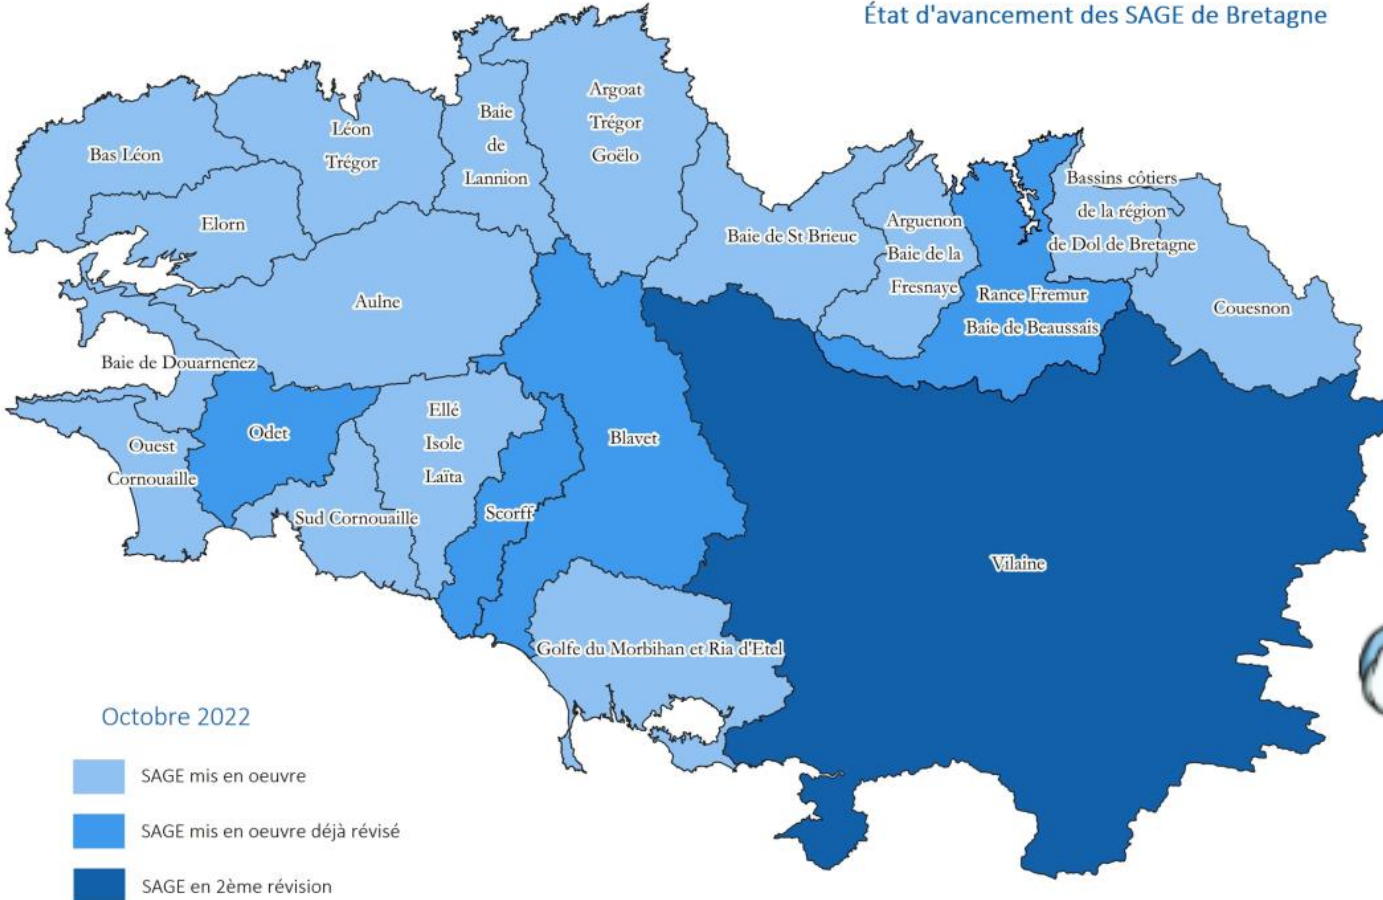 État d'avancement des SAGE de Bretagne
Argoat
Trégor
Goëlo
Baie
de
Lannion
Léon
Trégor
Bas Léon
Elorn
Bassins côtiers
de la région
de Dol de Bretagne
Arguenon
Baie de la
Fresnaye
Baie de St Brieuc
Rance Fremur
Baie de Beaussais
Couesnon
Aulne
Baie de Douarnenez
Ouest
Cornouaille
Odet
Ellé
Isole
Laïta
Blavet
Scorff
Sud Cornouaille
Vilaine
Golfe du Morbihan et Ria d'Etel
Octobre 2022
SAGE mis en oeuvre
SAGE mis en oeuvre déjà révisé
SAGE en 2ème révision